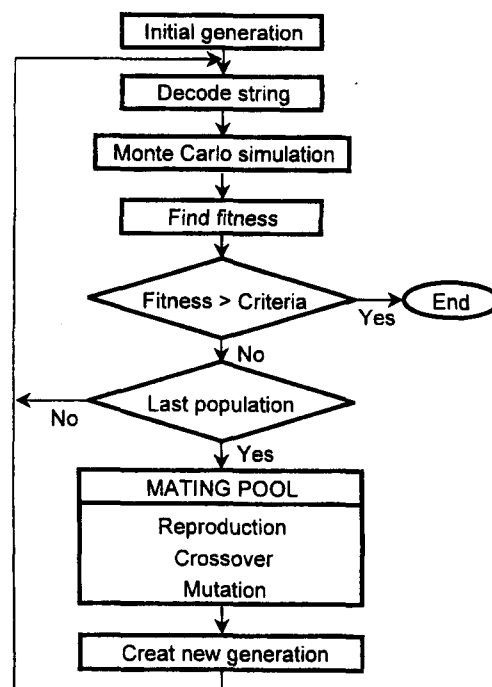 Initial generation
Decode string
Monte Carlo simulation
Find fitness
Fitness > Criteria
Yes
End
No
Last population
No
Yes
MATING POOL
Reproduction
Crossover
Mutation
Creat new generation